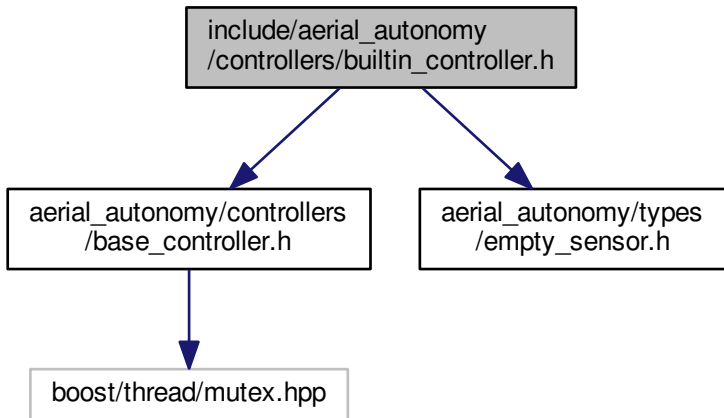 include/aerial_autonomy
/controllers/builtin_controller.h
aerial_autonomy/controllers
/base_controller.h
aerial_autonomy/types
/empty_sensor.h
boost/thread/mutex.hpp